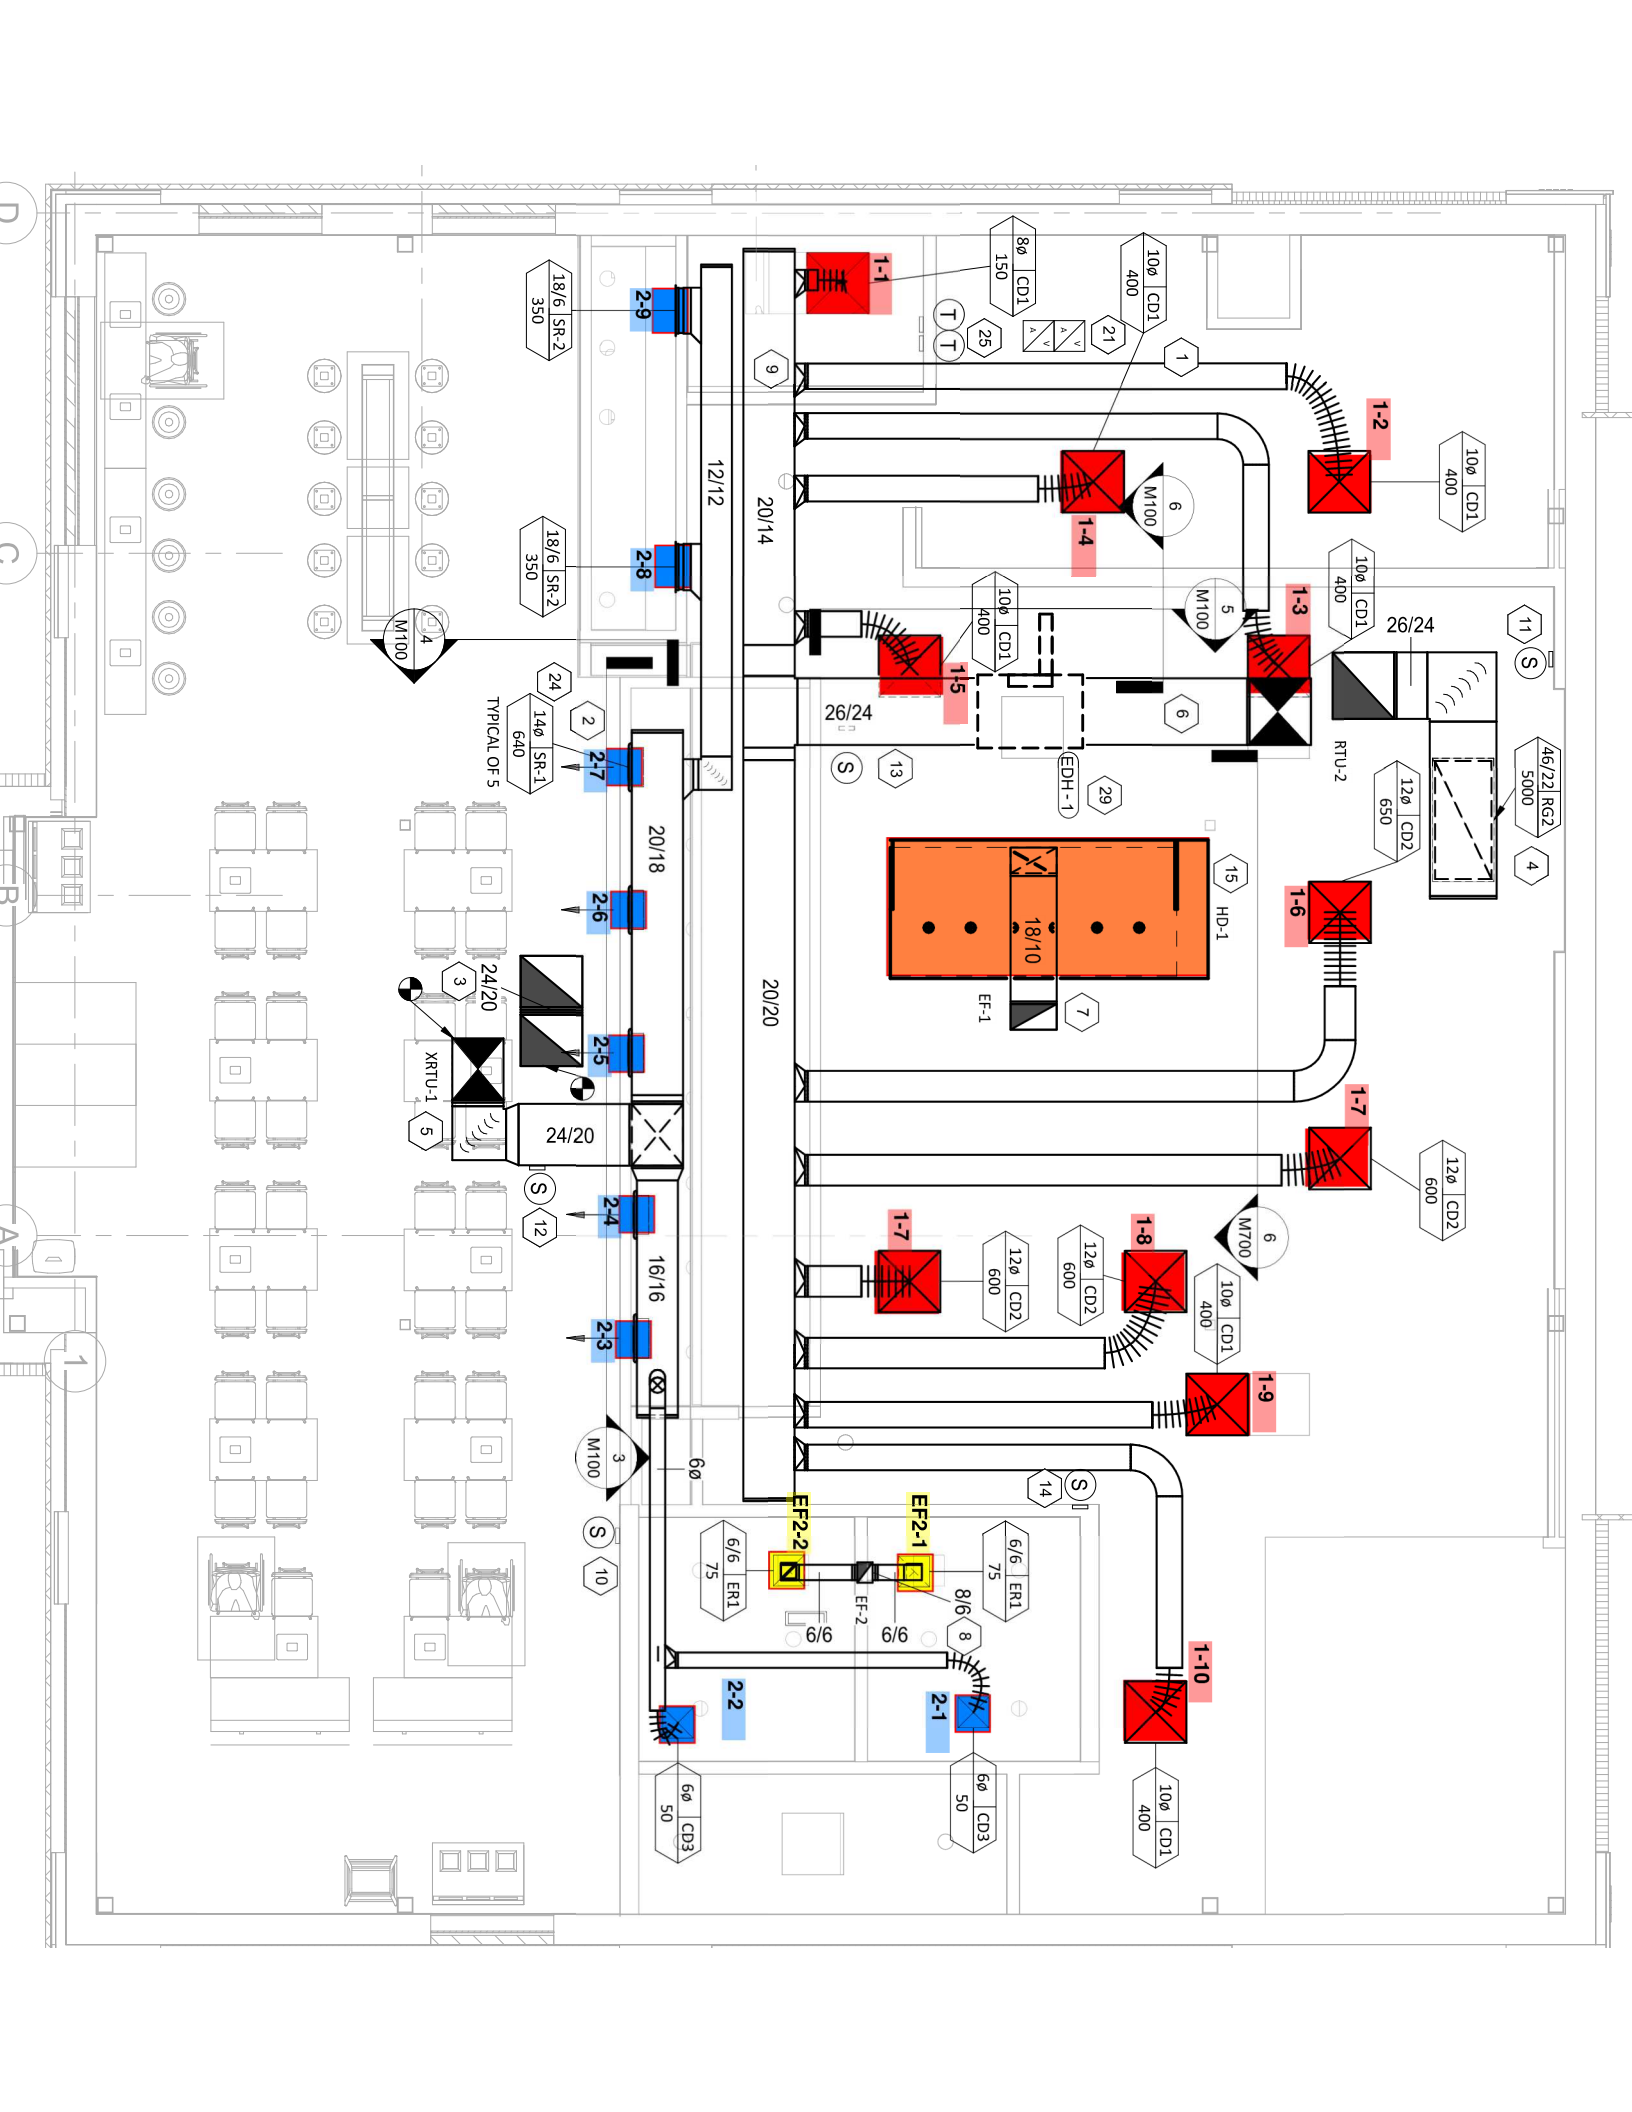 1-1
8ø CD1
150
10ø CD1
400
1
21
A V
A V
25
T
T
9
1-2
10ø CD1
400
1-4
6
M100
10ø CD1
400
1-3
5
M100
26/24
11
S
2-9
18/6 SR-2
350
12/12
20/14
2-8
18/6 SR-2
350
4
M100
10ø CD1
400
1-5
26/24
6
RTU-2
S
13
EDH - 1
29
46/22 RG2
5000
4
12ø CD2
650
1-6
24
2
14ø SR-1
640
TYPICAL OF 5
2-7
20/18
2-6
15
HD-1
18/10
EF-1
7
20/20
24/20
3
2-5
XRTU-1
5
24/20
S
12
2-4
16/16
2-3
1-7
12ø CD2
600
6
M700
1-7
12ø CD2
600
1-8
12ø CD2
600
10ø CD1
400
1-9
3
M100
6ø
14
S
EF2-2
EF2-1
6/6 ER1
75
6/6 ER1
75
S
10
EF-2
8/6
6/6
6/6
8
1-10
2-2
2-1
6ø CD3
50
6ø CD3
50
10ø CD1
400
D
C
B
A
1